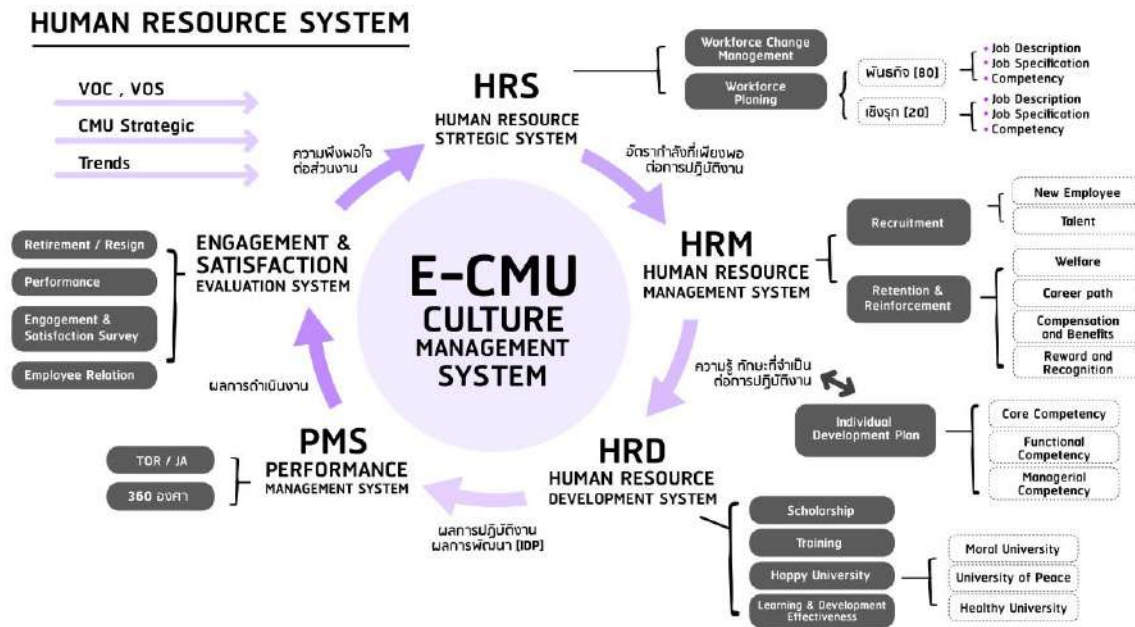 HUMAN RESOURCE SYSTEM
VOC , VOS
CMU Strategic
Trends
HRS
HUMAN RESOURCE
STRTEGIC SYSTEM
Workforce Change
Management
Workforce
Planing
พันธกิจ [80]
• Job Description
• Job Specification
• Competency
เชิงรุก [20]
• Job Description
• Job Specification
• Competency
ความพึงพอใจ
ต่อส่วนงาน
อัตรากำลังที่เพียงพอ
ต่อการปฏิบัติงาน
E-CMU
CULTURE
MANAGEMENT
SYSTEM
HRM
HUMAN RESOURCE
MANAGEMENT SYSTEM
Recruitment
New Employee
Talent
Retention &
Reinforcement
Welfare
Career path
Compensation
and Benefits
Reward and
Recognition
ความรู้ ทักษะที่จำเป็น
ต่อการปฏิบัติงาน
Individual
Development Plan
Core Competency
Functional
Competency
Managerial
Competency
HRD
HUMAN RESOURCE
DEVELOPMENT SYSTEM
Scholarship
Training
Happy University
Learning & Development
Effectiveness
Moral University
University of Peace
Healthy University
ผลการปฏิบัติงาน
ผลการพัฒนา [IDP]
PMS
PERFORMANCE
MANAGEMENT SYSTEM
TOR / JA
360 องศา
ผลการดำเนินงาน
ENGAGEMENT &
SATISFACTION
EVALUATION SYSTEM
Retirement / Resign
Performance
Engagement &
Satisfaction Survey
Employee Relation